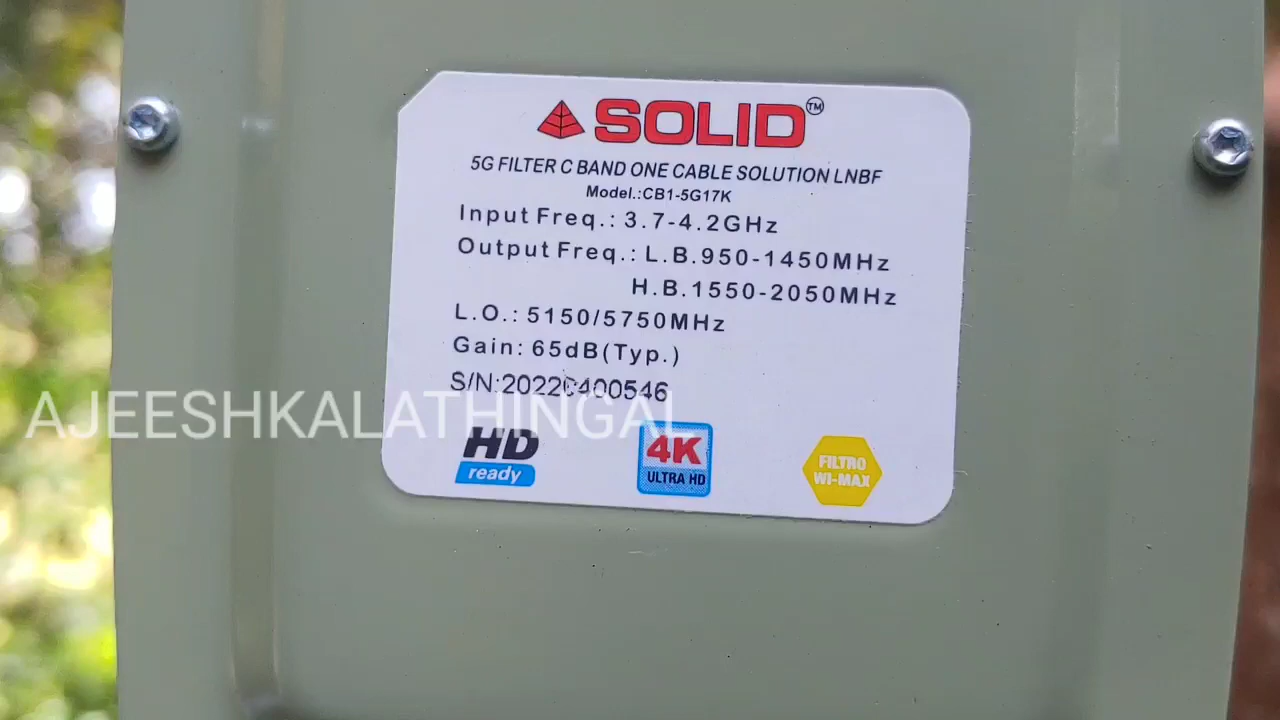 SOLID™
5G FILTER C BAND ONE CABLE SOLUTION LNBF
Model.:CB1-5G17K
Input Freq.: 3.7-4.2GHz
Output Freq.: L.B.950-1450MHz
H.B.1550-2050MHz
L.O.: 5150/5750MHz
Gain: 65dB(Typ.)
S/N:20220400546
AJEESHKALATHINGAL
HD
ready
4K
ULTRA HD
FILTRO
WI-MAX